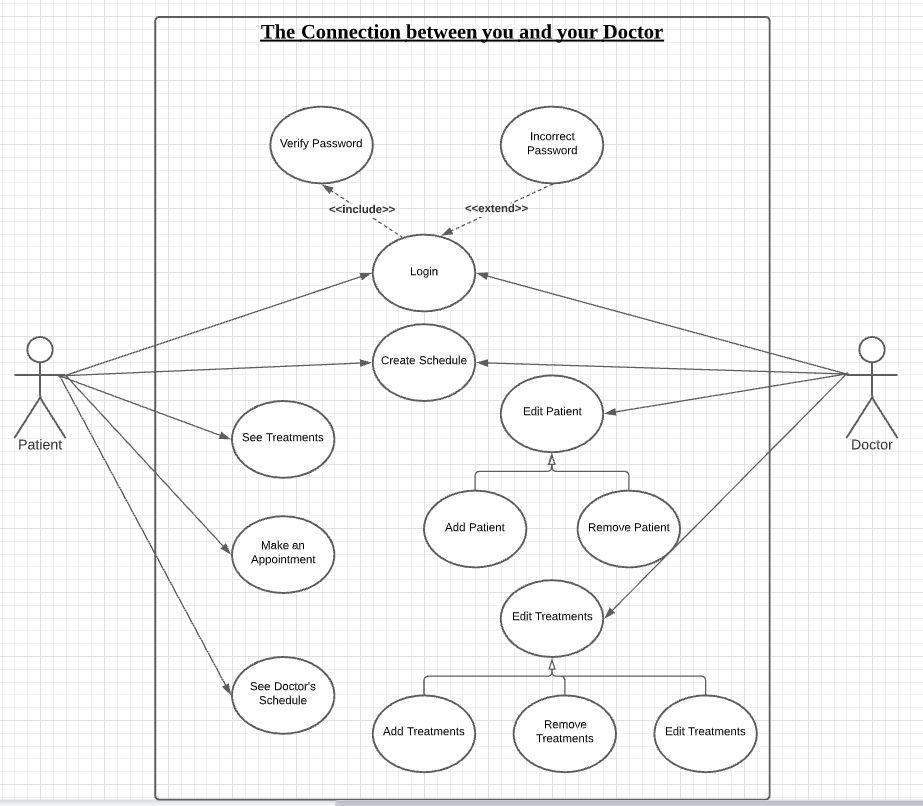 The Connection between you and your Doctor
Verify Password
Incorrect
Password
<<include>>
<<extend>>
Login
Create Schedule
Edit Patient
See Treatments
Patient
Doctor
Add Patient
Remove Patient
Make an
Appointment
Edit Treatments
See Doctor's
Schedule
Add Treatments
Remove
Treatments
Edit Treatments